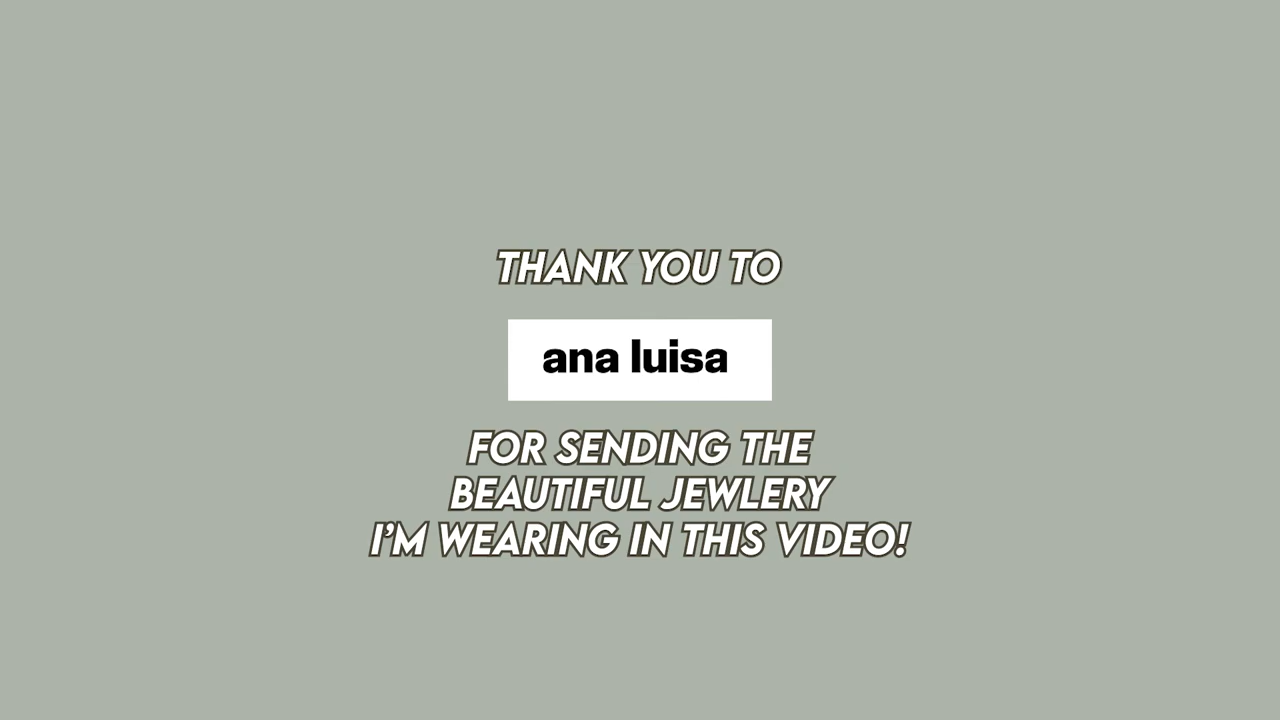 THANK YOU TO
ana luisa
FOR SENDING THE
BEAUTIFUL JEWLERY
I'M WEARING IN THIS VIDEO!